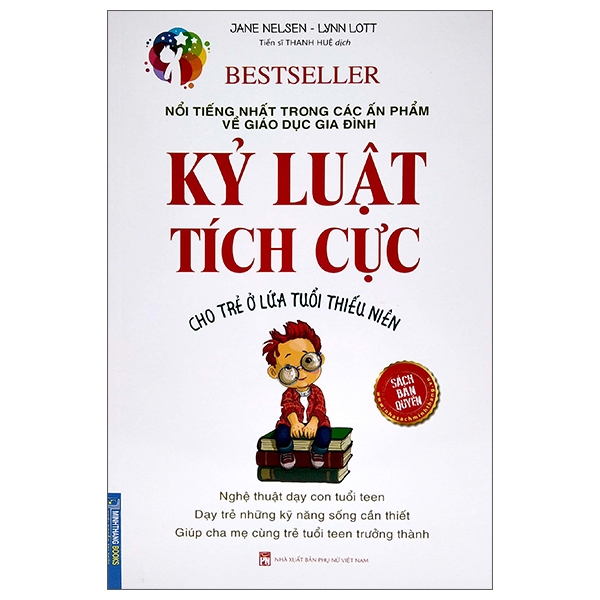 JANE NELSEN - LYNN LOTT
Tiến sĩ THANH HUỆ dịch
BESTSELLER
NỔI TIẾNG NHẤT TRONG CÁC ẤN PHẨM
VỀ GIÁO DỤC GIA ĐÌNH
KỶ LUẬT
TÍCH CỰC
CHO TRẺ Ở LỨA TUỔI THIẾU NIÊN
SÁCH
BẢN
QUYỀN
www.nhasachminhthang.vn
Nghệ thuật dạy con tuổi teen
Dạy trẻ những kỹ năng sống cần thiết
Giúp cha mẹ cùng trẻ tuổi teen trưởng thành
MINHTHANG BOOKS
NHÀ XUẤT BẢN PHỤ NỮ VIỆT NAM